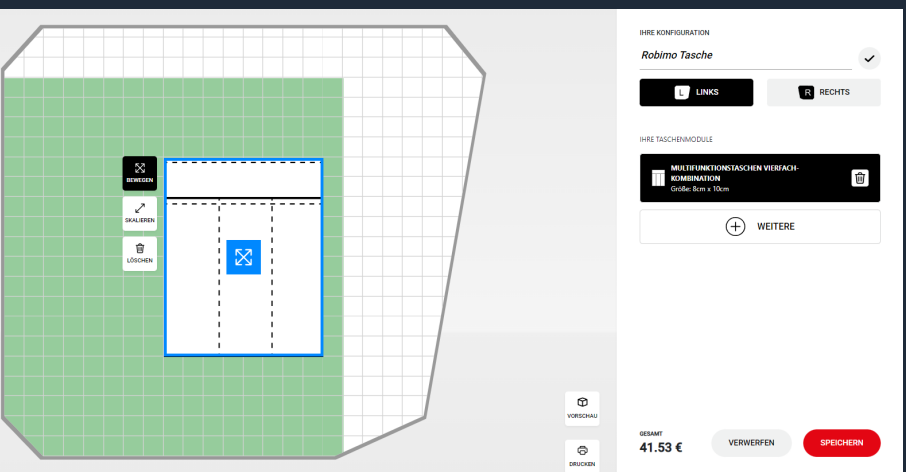 IHRE KONFIGURATION
Robimo Tasche
L LINKS
R RECHTS
IHRE TASCHENMODULE
MULTIFUNKTIONSTASCHEN VIERFACH-
KOMBINATION
Größe: 8cm x 10cm
WEITERE
BEWEGEN
SKALIEREN
LÖSCHEN
VORSCHAU
DRUCKEN
GESAMT
41.53 €
VERWERFEN
SPEICHERN